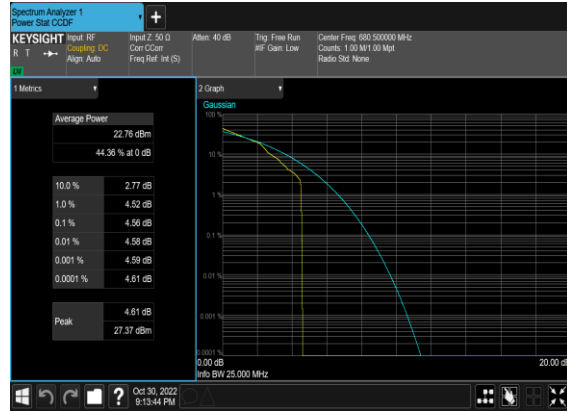 Spectrum Analyzer 1
Power Stat CCDF
+
KEYSIGHT
R T
LXI
Input: RF
Coupling: DC
Align: Auto
Input Z: 50 Ω
Corr CCorr
Freq Ref: Int (S)
Atten: 40 dB
Trig: Free Run
#IF Gain: Low
Center Freq: 680.500000 MHz
Counts: 1.00 M/1.00 Mpt
Radio Std: None
1 Metrics
Average Power
22.76 dBm
44.36 % at 0 dB
10.0 % 2.77 dB
1.0 % 4.52 dB
0.1 % 4.56 dB
0.01 % 4.58 dB
0.001 % 4.59 dB
0.0001 % 4.61 dB
Peak 4.61 dB
27.37 dBm
2 Graph
Gaussian
100 %
10 %
1 %
0.1 %
0.01 %
0.001 %
0.0001 %
0.00 dB 20.00 dB
Info BW 25.000 MHz
?
Oct 30, 2022
9:13:44 PM